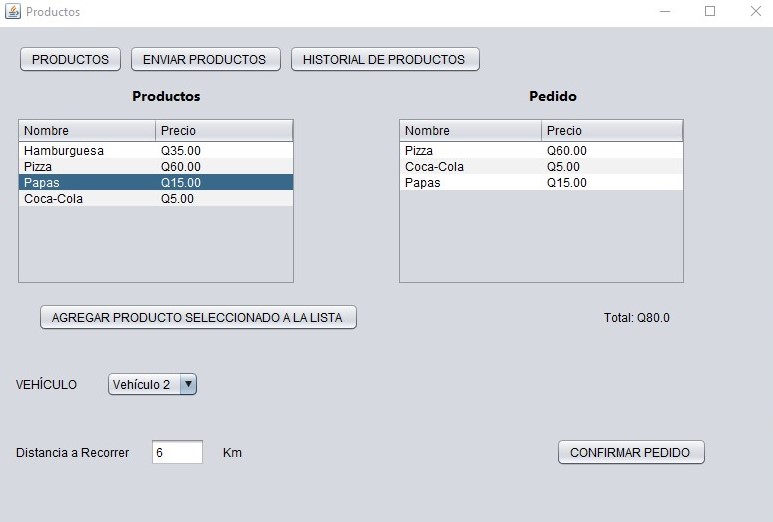 Productos
PRODUCTOS ENVIAR PRODUCTOS HISTORIAL DE PRODUCTOS
Productos
Nombre Precio
Hamburguesa Q35.00
Pizza Q60.00
Papas Q15.00
Coca-Cola Q5.00
Pedido
Nombre Precio
Pizza Q60.00
Coca-Cola Q5.00
Papas Q15.00
AGREGAR PRODUCTO SELECCIONADO A LA LISTA
Total: Q80.0
VEHÍCULO Vehículo 2
Distancia a Recorrer 6 Km
CONFIRMAR PEDIDO